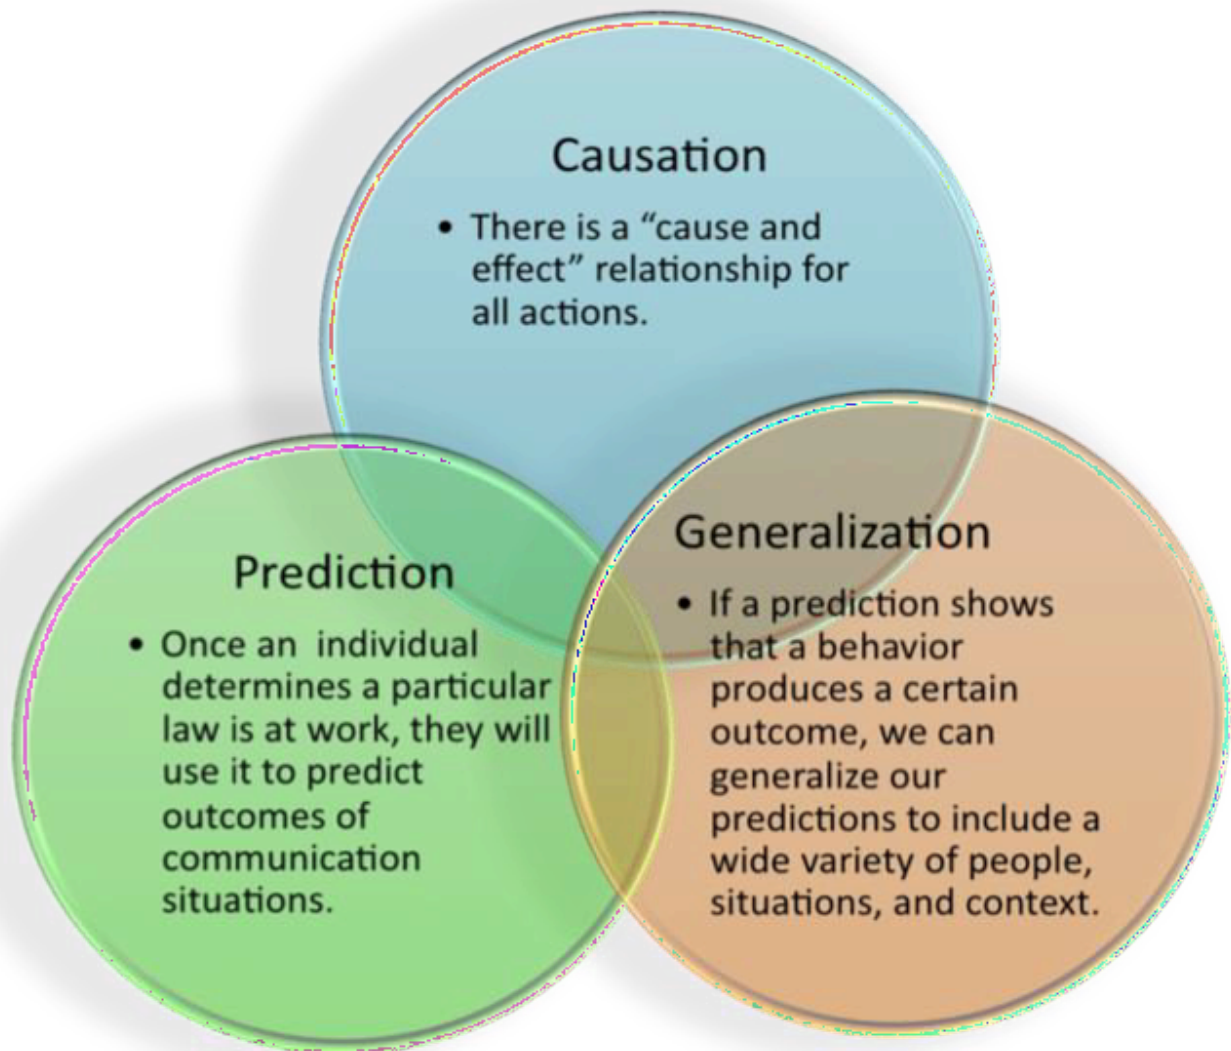 Causation
• There is a “cause and
effect” relationship for
all actions.
Prediction
• Once an  individual
determines a particular
law is at work, they will
use it to predict
outcomes of
communication
situations.
Generalization
• If a prediction shows
that a behavior
produces a certain
outcome, we can
generalize our
predictions to include a
wide variety of people,
situations, and context.